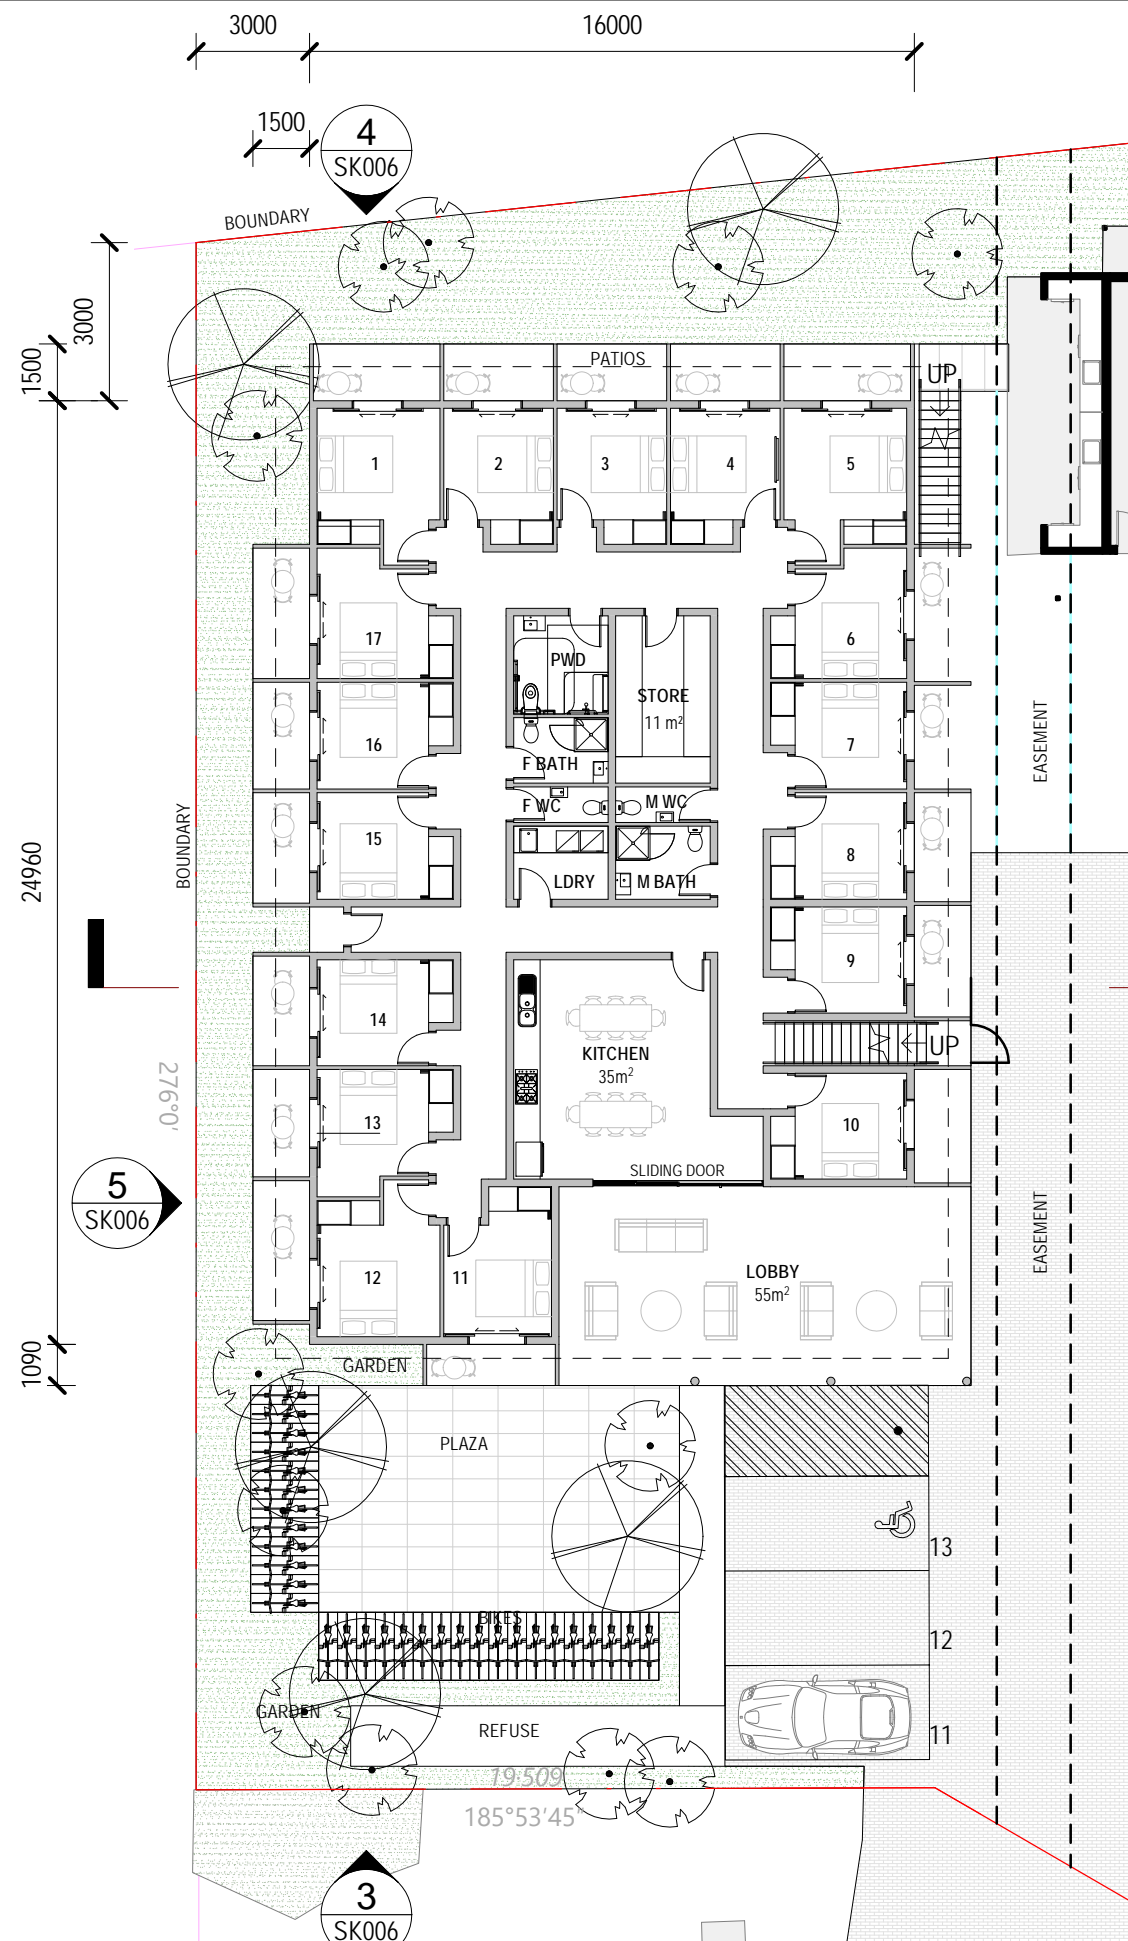 3000
16000
1500
4
SK006
BOUNDARY
3000
1500
PATIOS
UP
1
2
3
4
5
17
6
PWD
STORE
11 m²
16
7
EASEMENT
F BATH
F WC
M WC
BOUNDARY
15
8
24960
LDRY
M BATH
9
14
UP
KITCHEN
35m²
276°0'
13
10
SLIDING DOOR
5
SK006
EASEMENT
12
11
LOBBY
55m²
1090
GARDEN
PLAZA
13
BIKES
12
GARDEN
REFUSE
11
19·509
185°53'45"
3
SK006